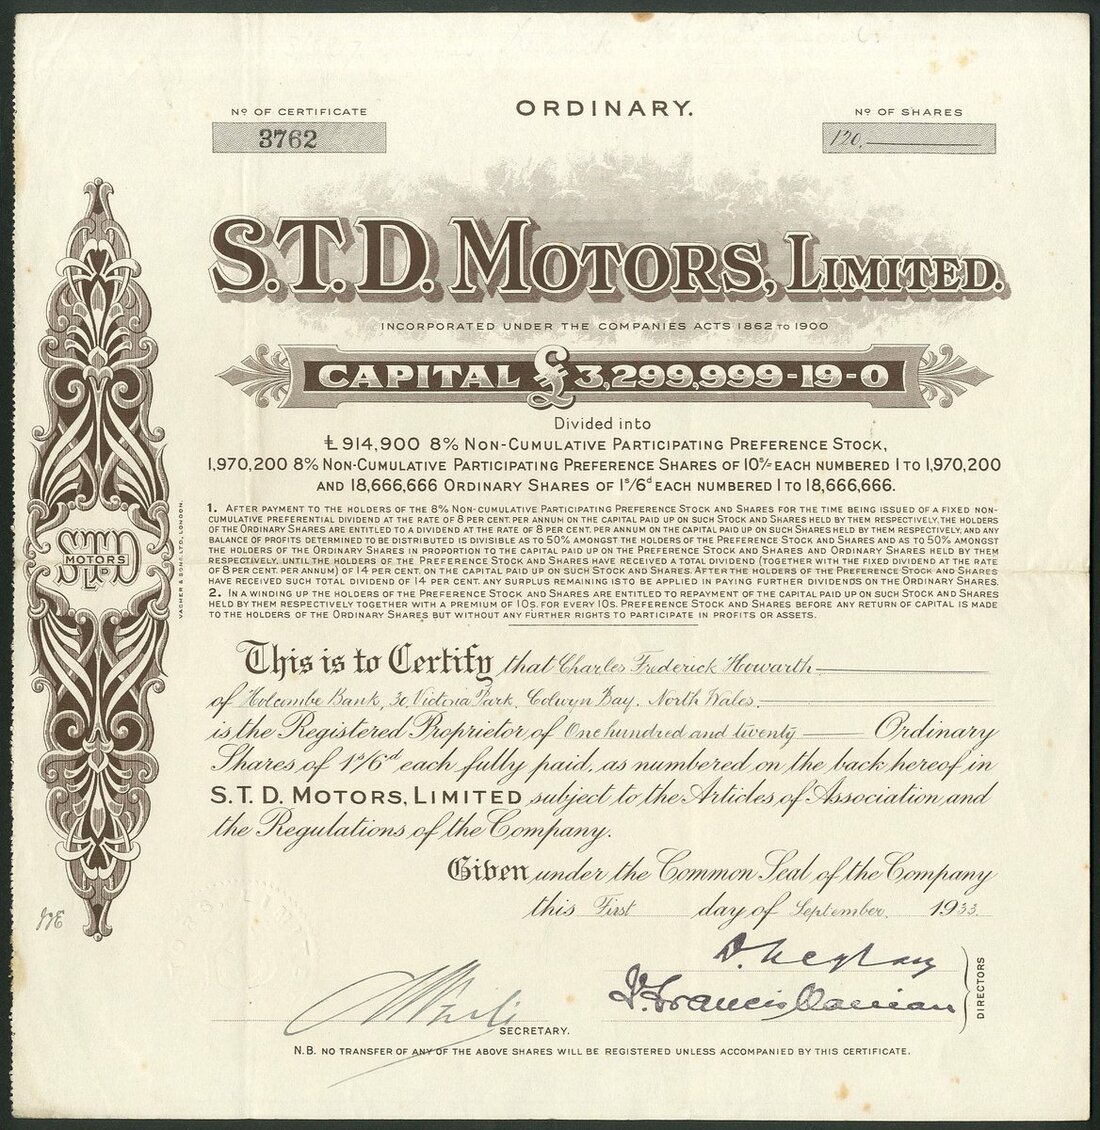 Nº OF CERTIFICATE
ORDINARY.
Nº OF SHARES
3762
120.
S.T.D. MOTORS, LIMITED.
INCORPORATED UNDER THE COMPANIES ACTS 1862 TO 1900
CAPITAL £3,299,999-19-0
Divided into
£914,900 8% NON-CUMULATIVE PARTICIPATING PREFERENCE STOCK,
1,970,200 8% NON-CUMULATIVE PARTICIPATING PREFERENCE SHARES OF 10ˢ/- EACH NUMBERED 1 TO 1,970,200
AND 18,666,666 ORDINARY SHARES OF 1ˢ/6ᵈ EACH NUMBERED 1 TO 18,666,666.
1. AFTER PAYMENT TO THE HOLDERS OF THE 8% NON-CUMULATIVE PARTICIPATING PREFERENCE STOCK AND SHARES FOR THE TIME BEING ISSUED OF A FIXED NON-
CUMULATIVE PREFERENTIAL DIVIDEND AT THE RATE OF 8 PER CENT. PER ANNUM ON THE CAPITAL PAID UP ON SUCH STOCK AND SHARES HELD BY THEM RESPECTIVELY, THE HOLDERS
OF THE ORDINARY SHARES ARE ENTITLED TO A DIVIDEND AT THE RATE OF 8 PER CENT. PER ANNUM ON THE CAPITAL PAID UP ON SUCH SHARES HELD BY THEM RESPECTIVELY, AND ANY
BALANCE OF PROFITS DETERMINED TO BE DISTRIBUTED IS DIVISIBLE AS TO 50% AMONGST THE HOLDERS OF THE PREFERENCE STOCK AND SHARES AND AS TO 50% AMONGST
THE HOLDERS OF THE ORDINARY SHARES IN PROPORTION TO THE CAPITAL PAID UP ON THE PREFERENCE STOCK AND SHARES AND ORDINARY SHARES HELD BY THEM
RESPECTIVELY, UNTIL THE HOLDERS OF THE PREFERENCE STOCK AND SHARES HAVE RECEIVED A TOTAL DIVIDEND (TOGETHER WITH THE FIXED DIVIDEND AT THE RATE
OF 8 PER CENT. PER ANNUM) OF 14 PER CENT. ON THE CAPITAL PAID UP ON SUCH STOCK AND SHARES. AFTER THE HOLDERS OF THE PREFERENCE STOCK AND SHARES
HAVE RECEIVED SUCH TOTAL DIVIDEND OF 14 PER CENT. ANY SURPLUS REMAINING IS TO BE APPLIED IN PAYING FURTHER DIVIDENDS ON THE ORDINARY SHARES.
2. IN A WINDING UP THE HOLDERS OF THE PREFERENCE STOCK AND SHARES ARE ENTITLED TO REPAYMENT OF THE CAPITAL PAID UP ON SUCH STOCK AND SHARES
HELD BY THEM RESPECTIVELY TOGETHER WITH A PREMIUM OF 10S. FOR EVERY 10S. PREFERENCE STOCK AND SHARES BEFORE ANY RETURN OF CAPITAL IS MADE
TO THE HOLDERS OF THE ORDINARY SHARES BUT WITHOUT ANY FURTHER RIGHTS TO PARTICIPATE IN PROFITS OR ASSETS.
MOTORS
VACHER & SONS, LTD, LONDON.
This is to Certify that Charles Frederick Howarth
of Holcombe Bank, 30, Victoria Park, Colwyn Bay, North Wales,
is the Registered Proprietor of One hundred and twenty Ordinary
Shares of 1ˢ/6ᵈ each fully paid, as numbered on the back hereof in
S.T.D. MOTORS, LIMITED subject to the Articles of Association and
the Regulations of the Company.
Given under the Common Seal of the Company
this First day of September 1933.
DIRECTORS
SECRETARY.
N.B. NO TRANSFER OF ANY OF THE ABOVE SHARES WILL BE REGISTERED UNLESS ACCOMPANIED BY THIS CERTIFICATE.